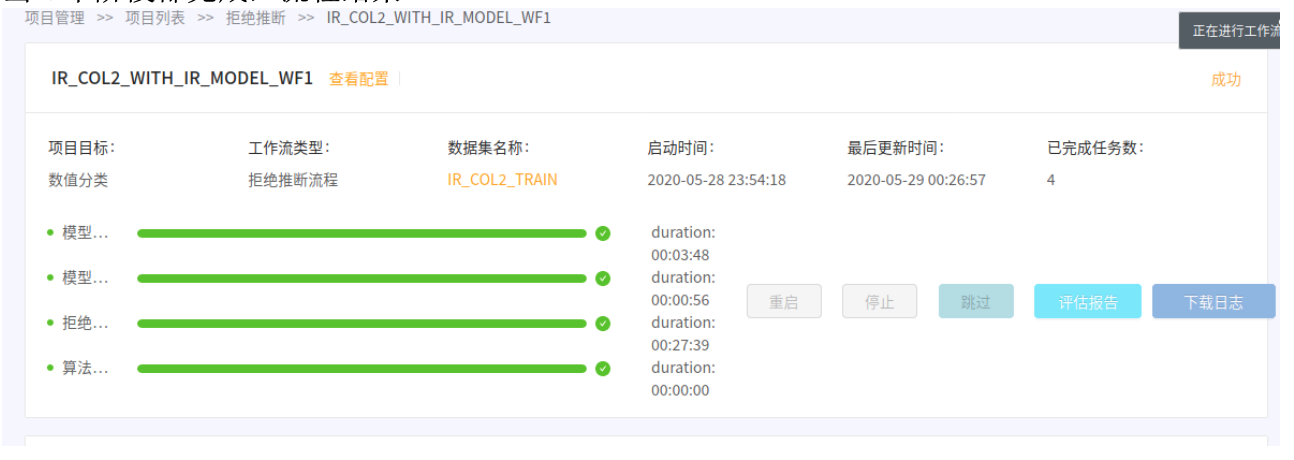 项目管理 >> 项目列表 >> 拒绝推断 >> IR_COL2_WITH_IR_MODEL_WF1
正在进行工作流
IR_COL2_WITH_IR_MODEL_WF1 查看配置
成功
项目目标: 工作流类型: 数据集名称: 启动时间: 最后更新时间: 已完成任务数:
数值分类 拒绝推断流程 IR_COL2_TRAIN 2020-05-28 23:54:18 2020-05-29 00:26:57 4
模型... duration:
00:03:48
模型... duration:
00:00:56
重启 停止 跳过 评估报告 下载日志
拒绝... duration:
00:27:39
算法... duration:
00:00:00